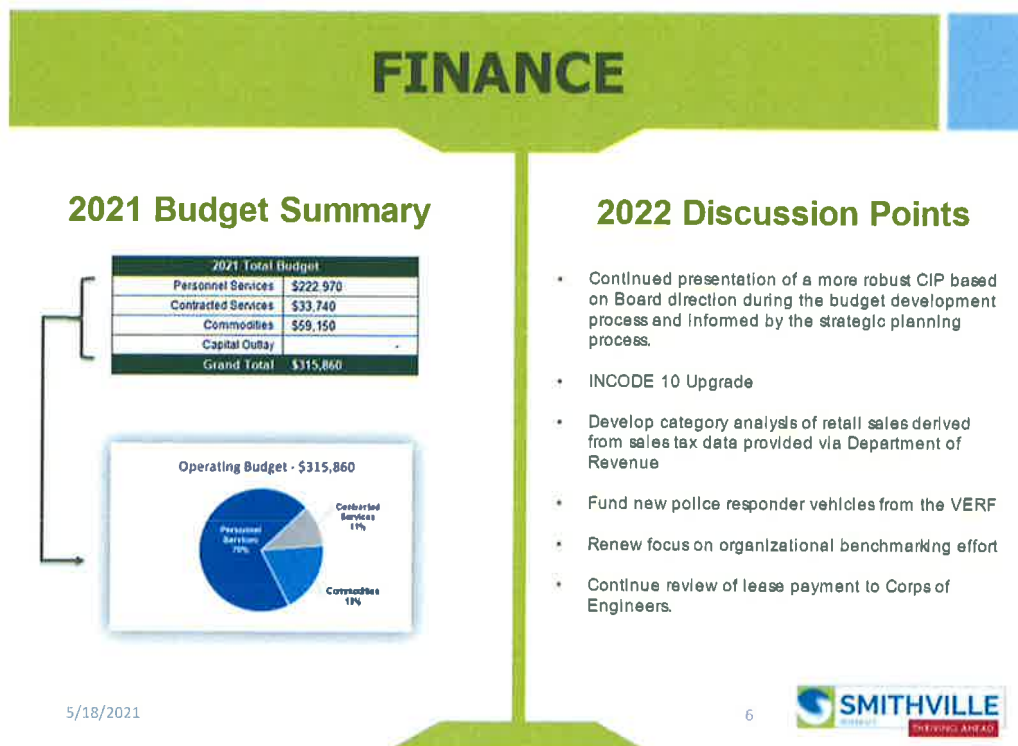 FINANCE
2021 Budget Summary
2021 Total Budget
Personnel Services $222,970
Contracted Services $33,740
Commodities $59,150
Capital Outlay -
Grand Total $315,860
Operating Budget - $315,860
Contracted
Services
11%
Personnel
Services
70%
Commodities
19%
2022 Discussion Points
• Continued presentation of a more robust CIP based
on Board direction during the budget development
process and informed by the strategic planning
process.
• INCODE 10 Upgrade
• Develop category analysis of retail sales derived
from sales tax data provided via Department of
Revenue
• Fund new police responder vehicles from the VERF
• Renew focus on organizational benchmarking effort
• Continue review of lease payment to Corps of
Engineers.
5/18/2021
6
SMITHVILLE
THRIVING AHEAD